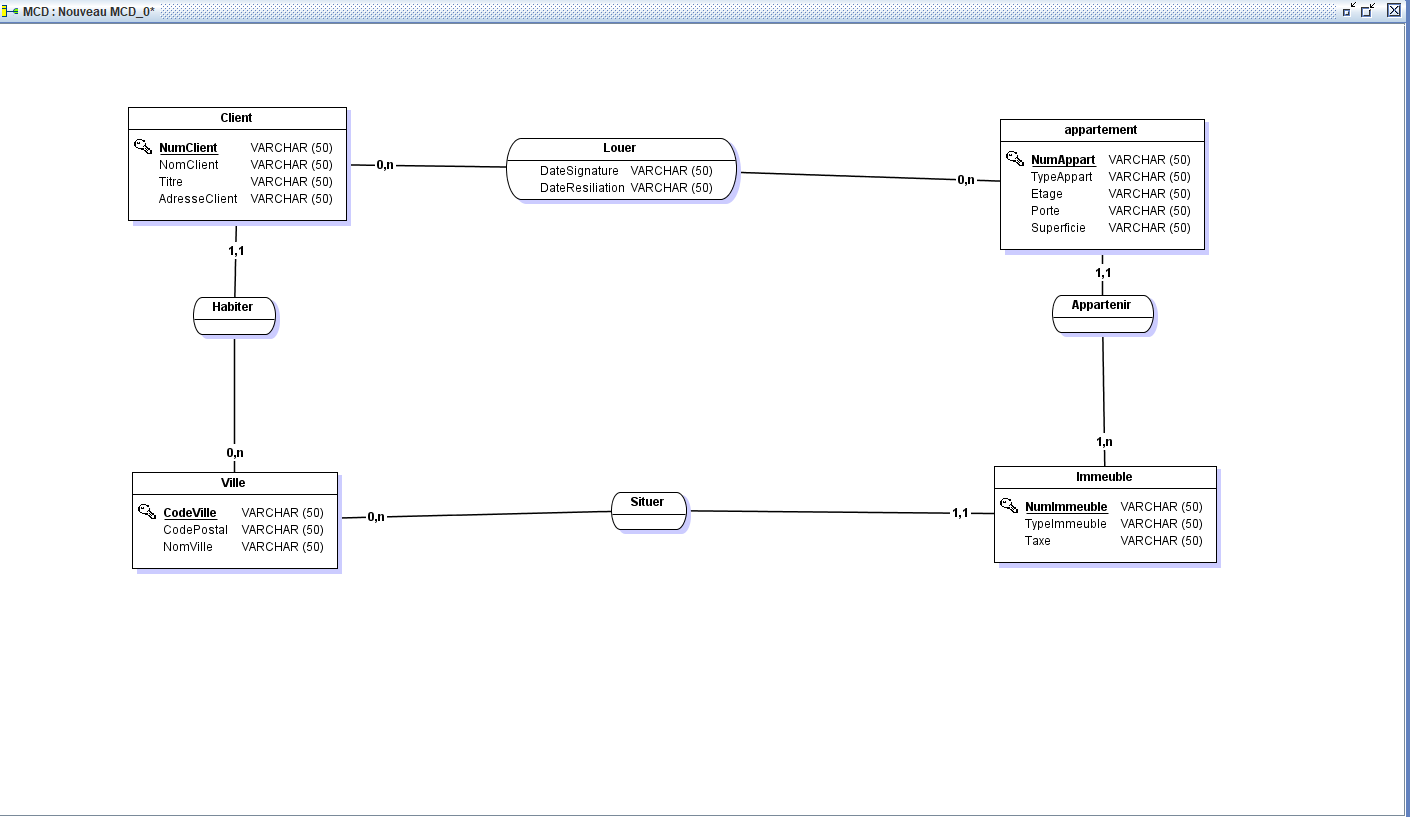 MCD : Nouveau MCD_0*
Client
NumClient VARCHAR (50)
NomClient VARCHAR (50)
Titre VARCHAR (50)
AdresseClient VARCHAR (50)
0,n
Louer
DateSignature VARCHAR (50)
DateResiliation VARCHAR (50)
0,n
appartement
NumAppart VARCHAR (50)
TypeAppart VARCHAR (50)
Etage VARCHAR (50)
Porte VARCHAR (50)
Superficie VARCHAR (50)
1,1
Habiter
0,n
1,1
Appartenir
1,n
Ville
CodeVille VARCHAR (50)
CodePostal VARCHAR (50)
NomVille VARCHAR (50)
0,n
Situer
1,1
Immeuble
NumImmeuble VARCHAR (50)
TypeImmeuble VARCHAR (50)
Taxe VARCHAR (50)